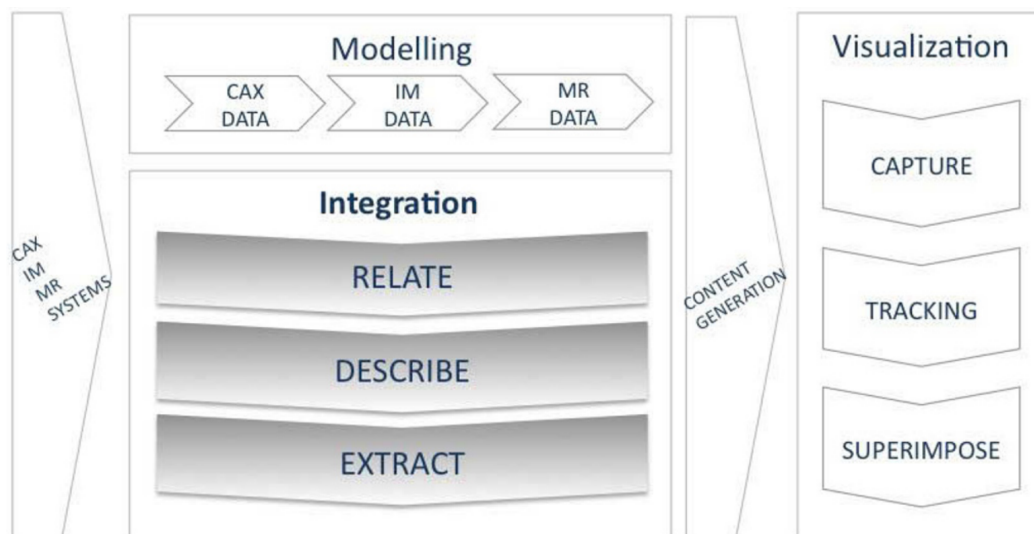 CAX
IM
MR
SYSTEMS
Modelling
CAX
DATA
IM
DATA
MR
DATA
Integration
RELATE
DESCRIBE
EXTRACT
CONTENT
GENERATION
Visualization
CAPTURE
TRACKING
SUPERIMPOSE